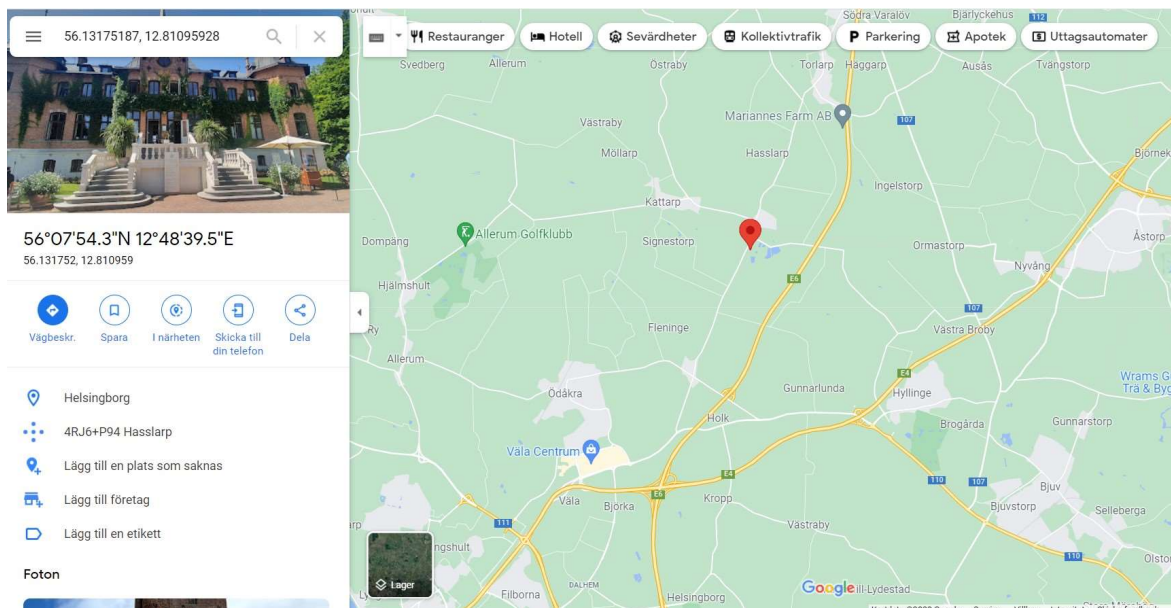 56.13175187, 12.81095928
56°07'54.3"N 12°48'39.5"E
56.131752, 12.810959
Vägbeskr.
Spara
I närheten
Skicka till
din telefon
Dela
Helsingborg
4RJ6+P94 Hasslarp
Lägg till en plats som saknas
Lägg till företag
Lägg till en etikett
Foton
Restauranger
Hotell
Sevärdheter
Kollektivtrafik
Parkering
Apotek
Uttagsautomater
Södra Varalöv
Bjärlyckehus
112
Svedberg
Allerum
Östraby
Torlarp
Haggarp
Ausås
Tvångstorp
Västraby
Mariannes Farm AB
107
Möllarp
Hasslarp
Björnek
Ingelstorp
Kattarp
Dompäng
Allerum Golfklubb
Signestorp
Ormastorp
Åstorp
Nyvång
Hjälmshult
E6
107
Ry
Fleninge
Västra Broby
Allerum
E4
Wrams G
Trä & Byg
Ödåkra
Gunnarlunda
Hyllinge
Holk
Brogårda
Gunnarstorp
Väla Centrum
E4
110
107
Bjuv
E6
Kropp
Väla
Björka
Bjuvstorp
Selleberga
111
Västraby
rp
ngshult
110
Olsto
Lager
DALHEM
Filborna
Helsingborg
Google
ill-Lydestad